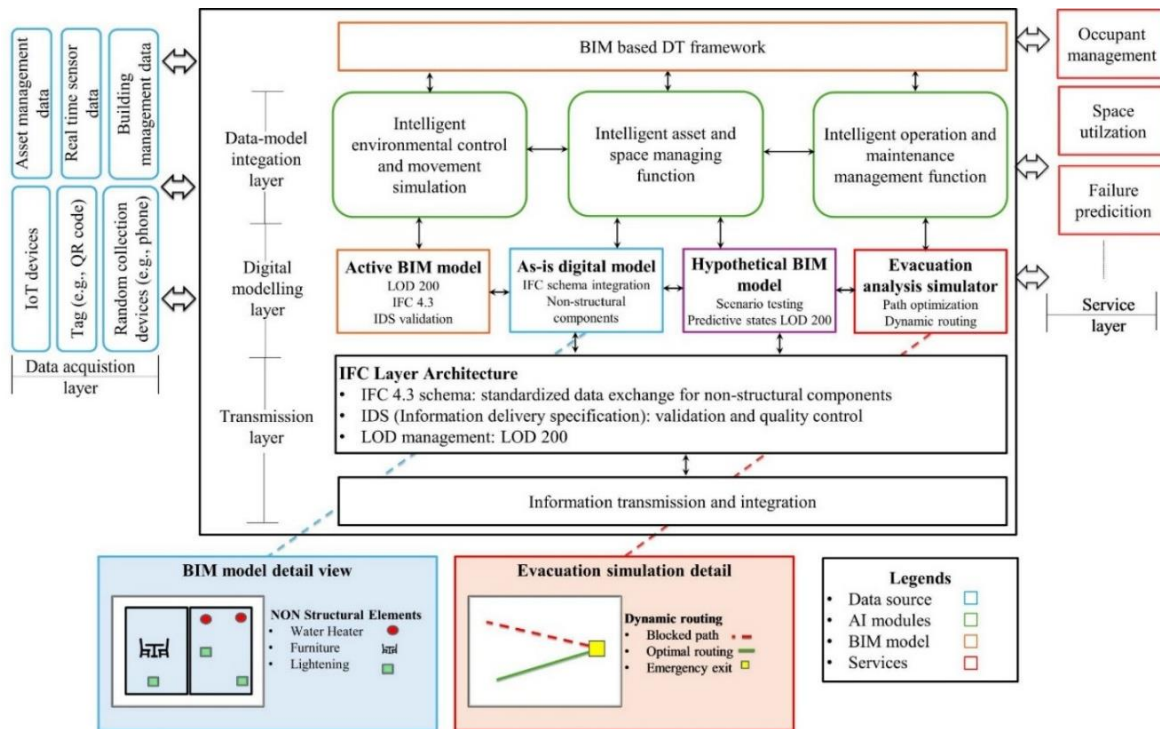 Asset management
data
Real time sensor
data
Building
management data
IoT devices
Tag (e.g., QR code)
Random collection
devices (e.g., phone)
Data acquistion
layer
Data-model
integation
layer
Digital
modelling
layer
Transmission
layer
BIM based DT framework
Intelligent
environmental control
and movement
simulation
Intelligent asset and
space managing
function
Intelligent operation and
maintenance
management function
Active BIM model
LOD 200
IFC 4.3
IDS validation
As-is digital model
IFC schema integration
Non-structural
components
Hypothetical BIM
model
Scenario testing
Predictive states LOD 200
Evacuation
analysis simulator
Path optimization
Dynamic routing
IFC Layer Architecture
• IFC 4.3 schema: standardized data exchange for non-structural components
• IDS (Information delivery specification): validation and quality control
• LOD management: LOD 200
Information transmission and integration
Occupant
management
Space
utilzation
Failure
predicition
Service
layer
BIM model detail view
NON Structural Elements
• Water Heater
• Furniture
• Lightening
Evacuation simulation detail
Dynamic routing
• Blocked path
• Optimal routing
• Emergency exit
Legends
• Data source
• AI modules
• BIM model
• Services